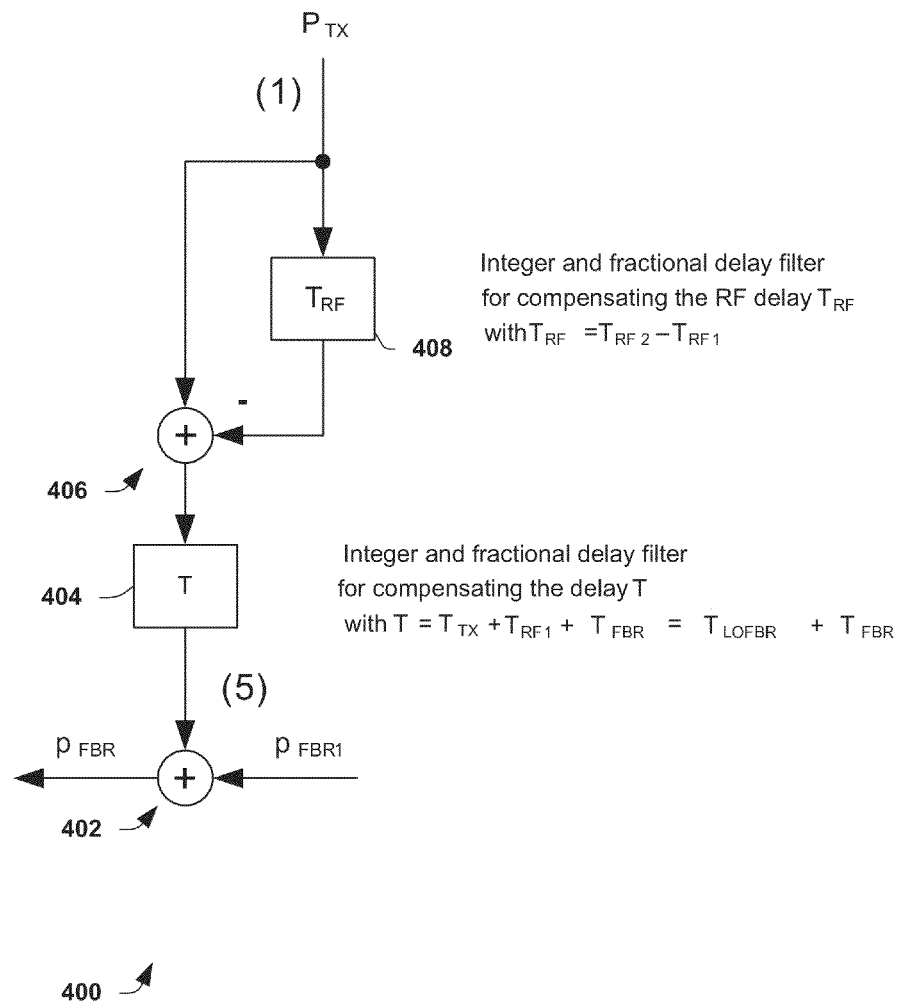 P TX
(1)
T RF
408
Integer and fractional delay filter
for compensating the RF delay T RF
with T RF = T RF 2 – T RF 1
-
+
406
T
404
Integer and fractional delay filter
for compensating the delay T
with T = T TX + T RF 1 + T FBR = T LOFBR + T FBR
(5)
p FBR
+
p FBR1
402
400